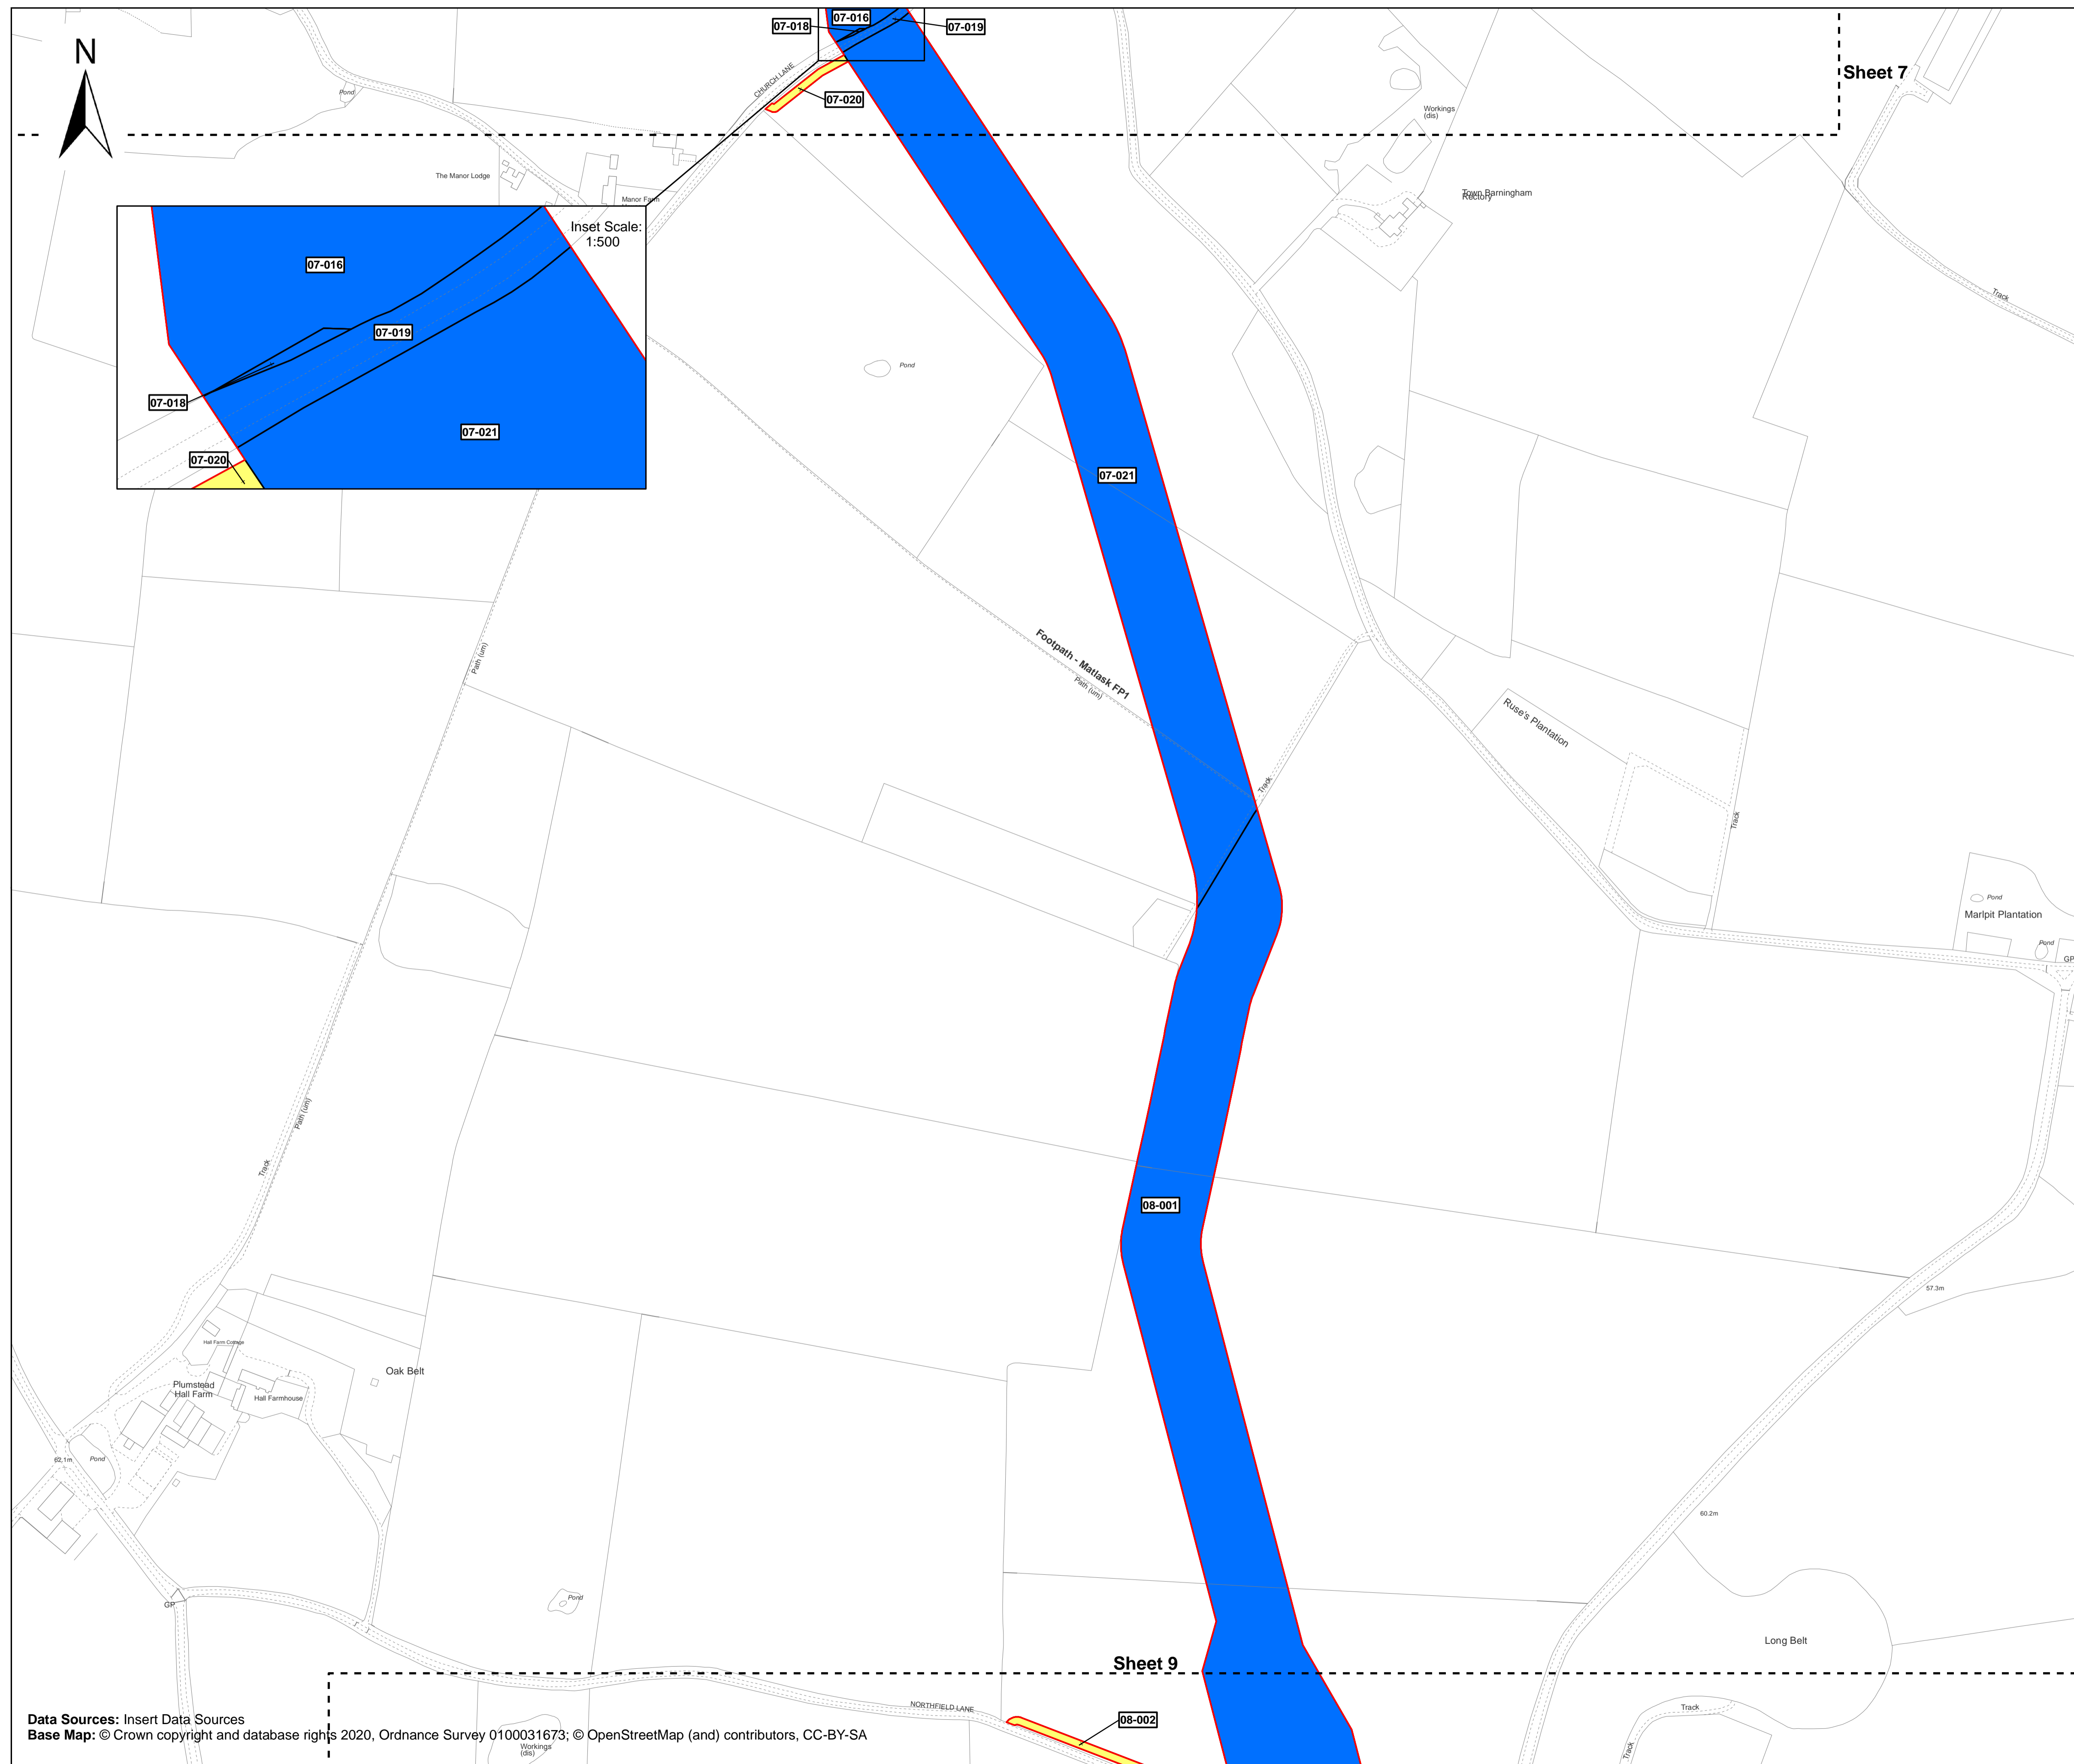 07-016
07-018
07-019
N
CHURCH LANE
Sheet 7
Pond
07-020
Workings
(dis)
The Manor Lodge
Manor Farm
Town Barningham
Rectory
Inset Scale:
1:500
07-016
07-019
07-018
07-021
07-020
Track
Pond
07-021
Path (um)
Footpath - Matlask FP1
Path (um)
Ruse's Plantation
Track
Track
Pond
Marlpit Plantation
Pond
GP
Path (um)
Track
08-001
57.3m
Hall Farm Cottage
Oak Belt
Plumstead
Hall Farm
Hall Farmhouse
62.1m
Pond
60.2m
GP
Pond
Long Belt
Sheet 9
NORTHFIELD LANE
Track
08-002
Data Sources: Insert Data Sources
Base Map: © Crown copyright and database rights 2020, Ordnance Survey 0100031673; © OpenStreetMap (and) contributors, CC-BY-SA
Workings
(dis)
Track